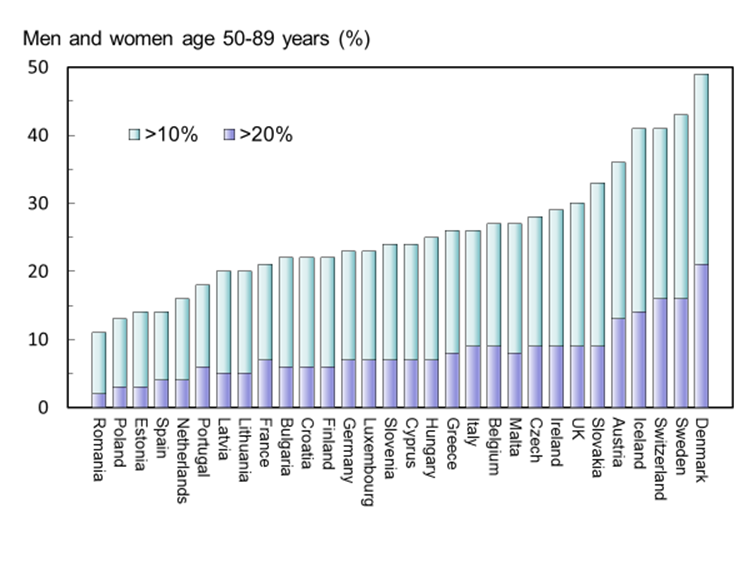 Men and women age 50-89 years (%)
50
40
30
20
10
0
>10% >20%
Romania
Poland
Estonia
Spain
Netherlands
Portugal
Latvia
Lithuania
France
Bulgaria
Croatia
Finland
Germany
Luxembourg
Slovenia
Cyprus
Hungary
Greece
Italy
Belgium
Malta
Czech
Ireland
UK
Slovakia
Austria
Iceland
Switzerland
Sweden
Denmark